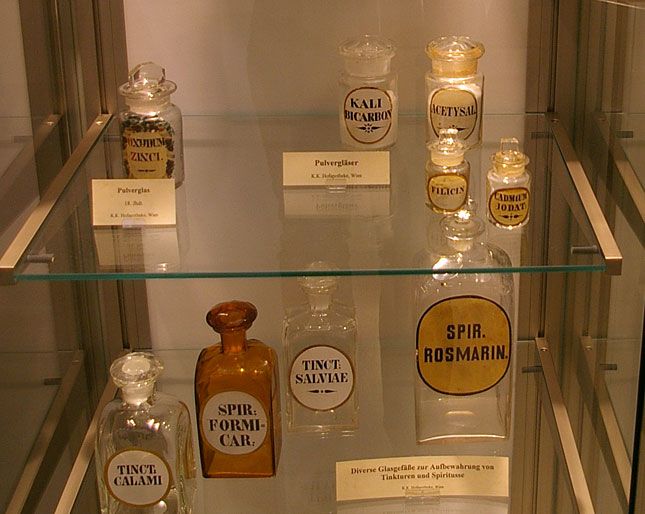 OXYDUM
ZINCI.
Pulverglas
18. Jhdt.
K.K. Hofapotheke, Wien
KALI
BICARBON
Pulvergläser
K.K. Hofapotheke, Wien
ACETYSAL.
FILICIN
CADMIUM
JODAT.
TINCT.
CALAMI
SPIR:
FORMI-
CAR:
TINCT:
SALVIAE
SPIR.
ROSMARIN.
Diverse Glasgefäße zur Aufbewahrung von
Tinkturen und Spiritusse
K.K. Hofapotheke, Wien